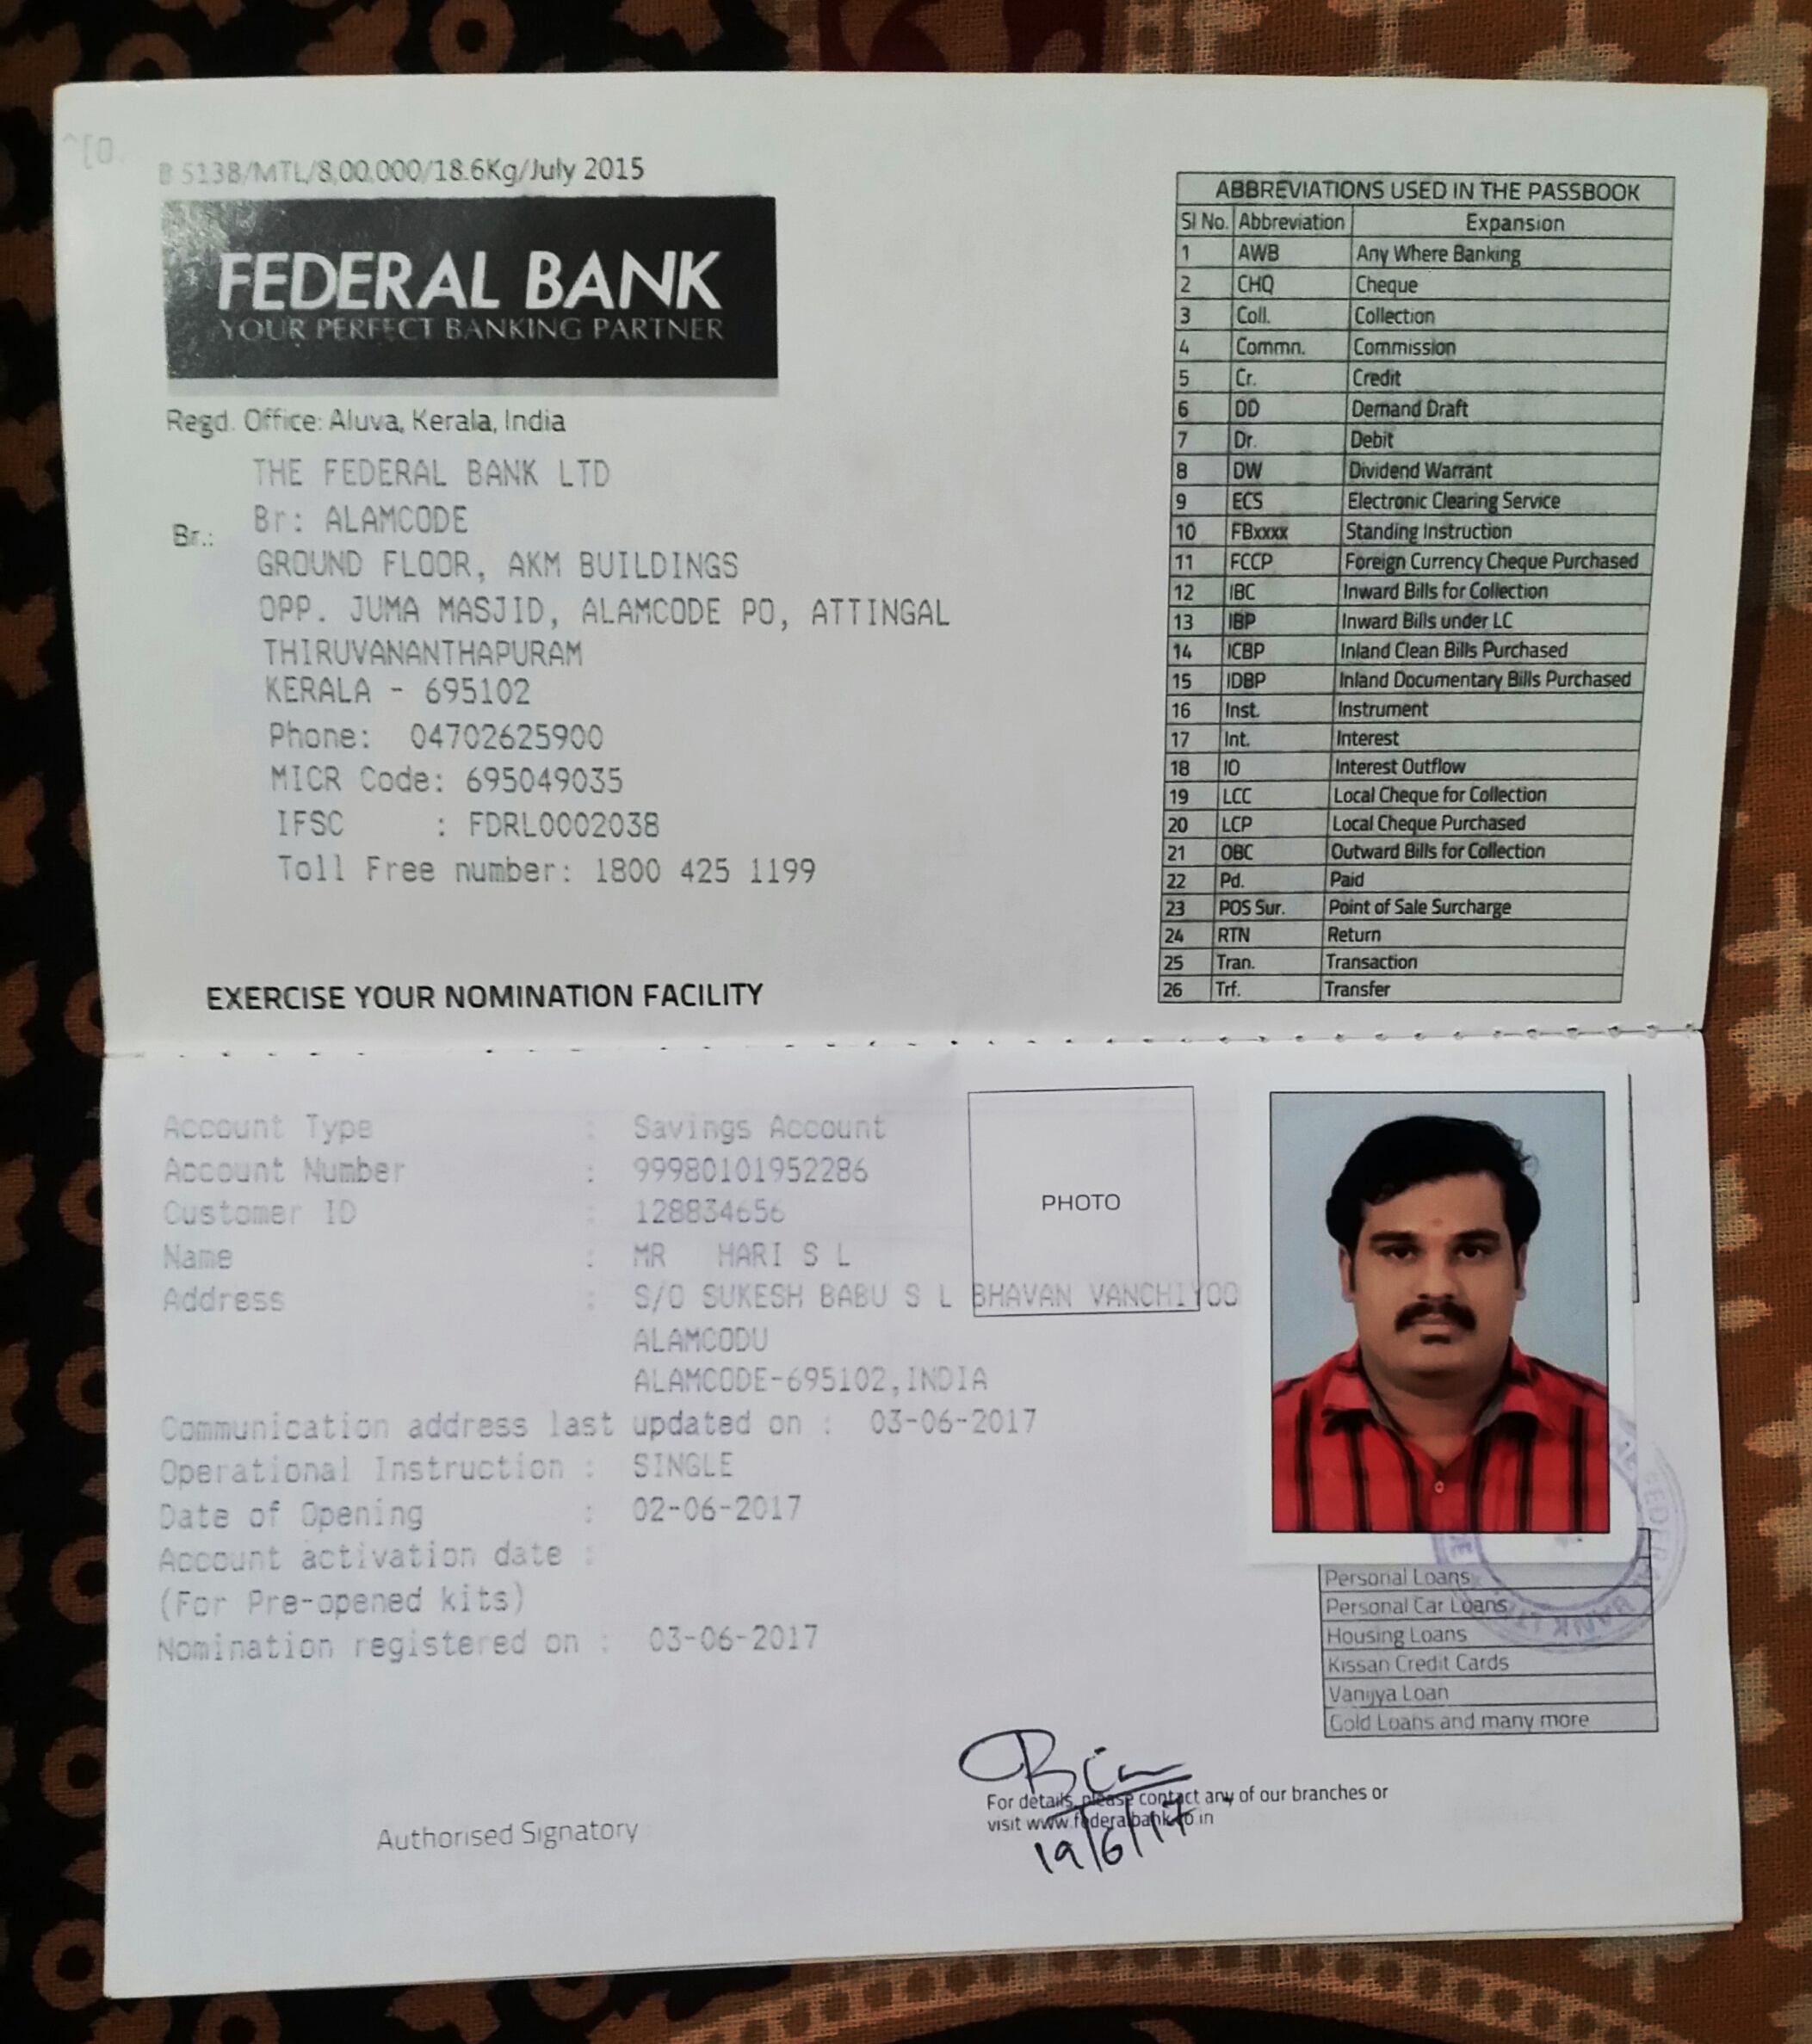 B 5138/MTL/8,00,000/18.6Kg/July 2015
FEDERAL BANK
YOUR PERFECT BANKING PARTNER
Regd. Office: Aluva, Kerala, India
THE FEDERAL BANK LTD
Br.: Br: ALAMCODE
GROUND FLOOR, AKM BUILDINGS
OPP. JUMA MASJID, ALAMCODE PO, ATTINGAL
THIRUVANANTHAPURAM
KERALA - 695102
Phone: 04702625900
MICR Code: 695049035
IFSC : FDRL0002038
Toll Free number: 1800 425 1199
EXERCISE YOUR NOMINATION FACILITY
ABBREVIATIONS USED IN THE PASSBOOK
Sl No. Abbreviation Expansion
1 AWB Any Where Banking
2 CHQ Cheque
3 Coll. Collection
4 Commn. Commission
5 Cr. Credit
6 DD Demand Draft
7 Dr. Debit
8 DW Dividend Warrant
9 ECS Electronic Clearing Service
10 FBxxxx Standing Instruction
11 FCCP Foreign Currency Cheque Purchased
12 IBC Inward Bills for Collection
13 IBP Inward Bills under LC
14 ICBP Inland Clean Bills Purchased
15 IDBP Inland Documentary Bills Purchased
16 Inst. Instrument
17 Int. Interest
18 IO Interest Outflow
19 LCC Local Cheque for Collection
20 LCP Local Cheque Purchased
21 OBC Outward Bills for Collection
22 Pd. Paid
23 POS Sur. Point of Sale Surcharge
24 RTN Return
25 Tran. Transaction
26 Trf. Transfer
Account Type : Savings Account
Account Number : 99980101952286
Customer ID : 128834656
Name : MR HARI S L
Address : S/O SUKESH BABU S L BHAVAN VANCHIYOO
ALAMCODU
ALAMCODE-695102,INDIA
Communication address last updated on : 03-06-2017
Operational Instruction : SINGLE
Date of Opening : 02-06-2017
Account activation date :
(For Pre-opened kits)
Nomination registered on : 03-06-2017
PHOTO
Personal Loans
Personal Car Loans
Housing Loans
Kissan Credit Cards
Vanijya Loan
Gold Loans and many more
FEDERAL BANK LTD
For details, please contact any of our branches or
visit www.federalbank.co.in
19/6/17
Authorised Signatory